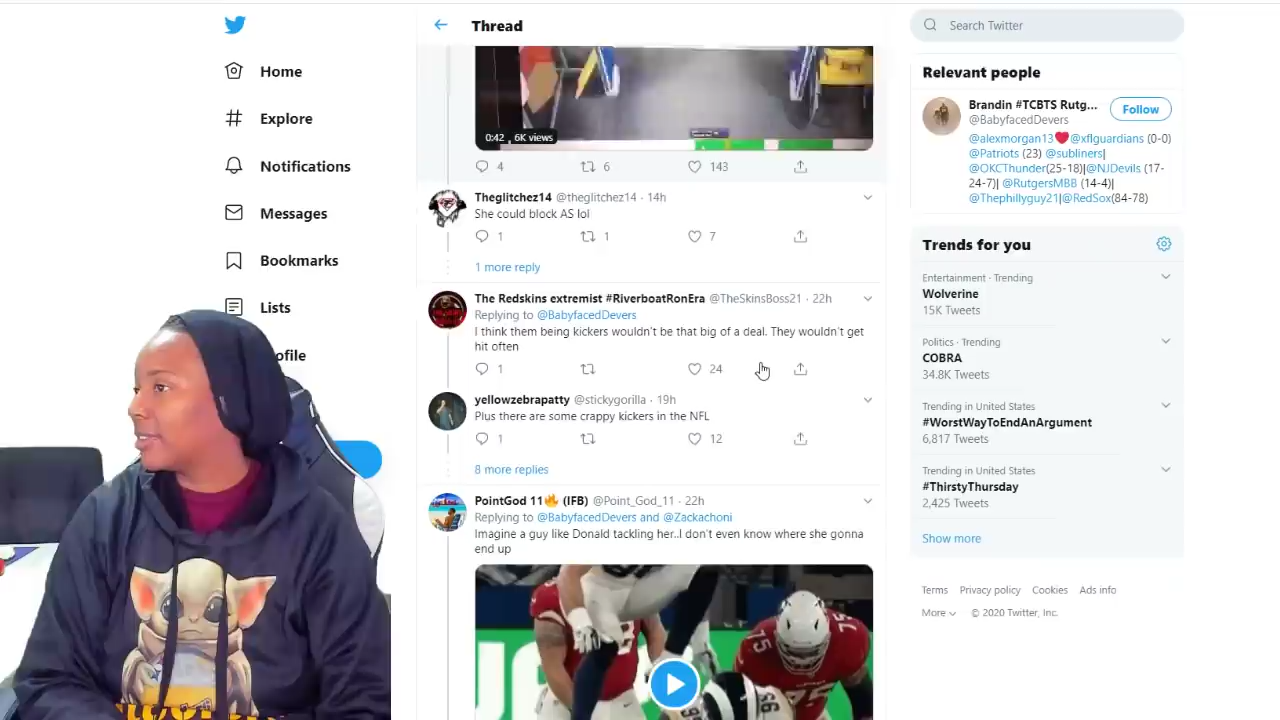 Home
Explore
Notifications
Messages
Bookmarks
Lists
ofile
Thread
0:42 6K views
4 6 143
Theglitchez14 @theglitchez14 · 14h
She could block AS lol
1 1 7
1 more reply
The Redskins extremist #RiverboatRonEra @TheSkinsBoss21 · 22h
Replying to @BabyfacedDevers
I think them being kickers wouldn't be that big of a deal. They wouldn't get
hit often
1 24
yellowzebrapatty @stickygorilla · 19h
Plus there are some crappy kickers in the NFL
1 12
8 more replies
PointGod 11🔥 (IFB) @Point_God_11 · 22h
Replying to @BabyfacedDevers and @Zackachoni
Imagine a guy like Donald tackling her..I don't even know where she gonna
end up
75
99
Search Twitter
Relevant people
Brandin #TCBTS Rutg...
@BabyfacedDevers
Follow
@alexmorgan13❤️@xflguardians (0-0)
@Patriots (23) @subliners|
@OKCThunder(25-18)|@NJDevils (17-
24-7)| @RutgersMBB (14-4)|
@Thephillyguy21|@RedSox(84-78)
Trends for you
Entertainment · Trending
Wolverine
15K Tweets
Politics · Trending
COBRA
34.8K Tweets
Trending in United States
#WorstWayToEndAnArgument
6,817 Tweets
Trending in United States
#ThirstyThursday
2,425 Tweets
Show more
Terms Privacy policy Cookies Ads info
More © 2020 Twitter, Inc.